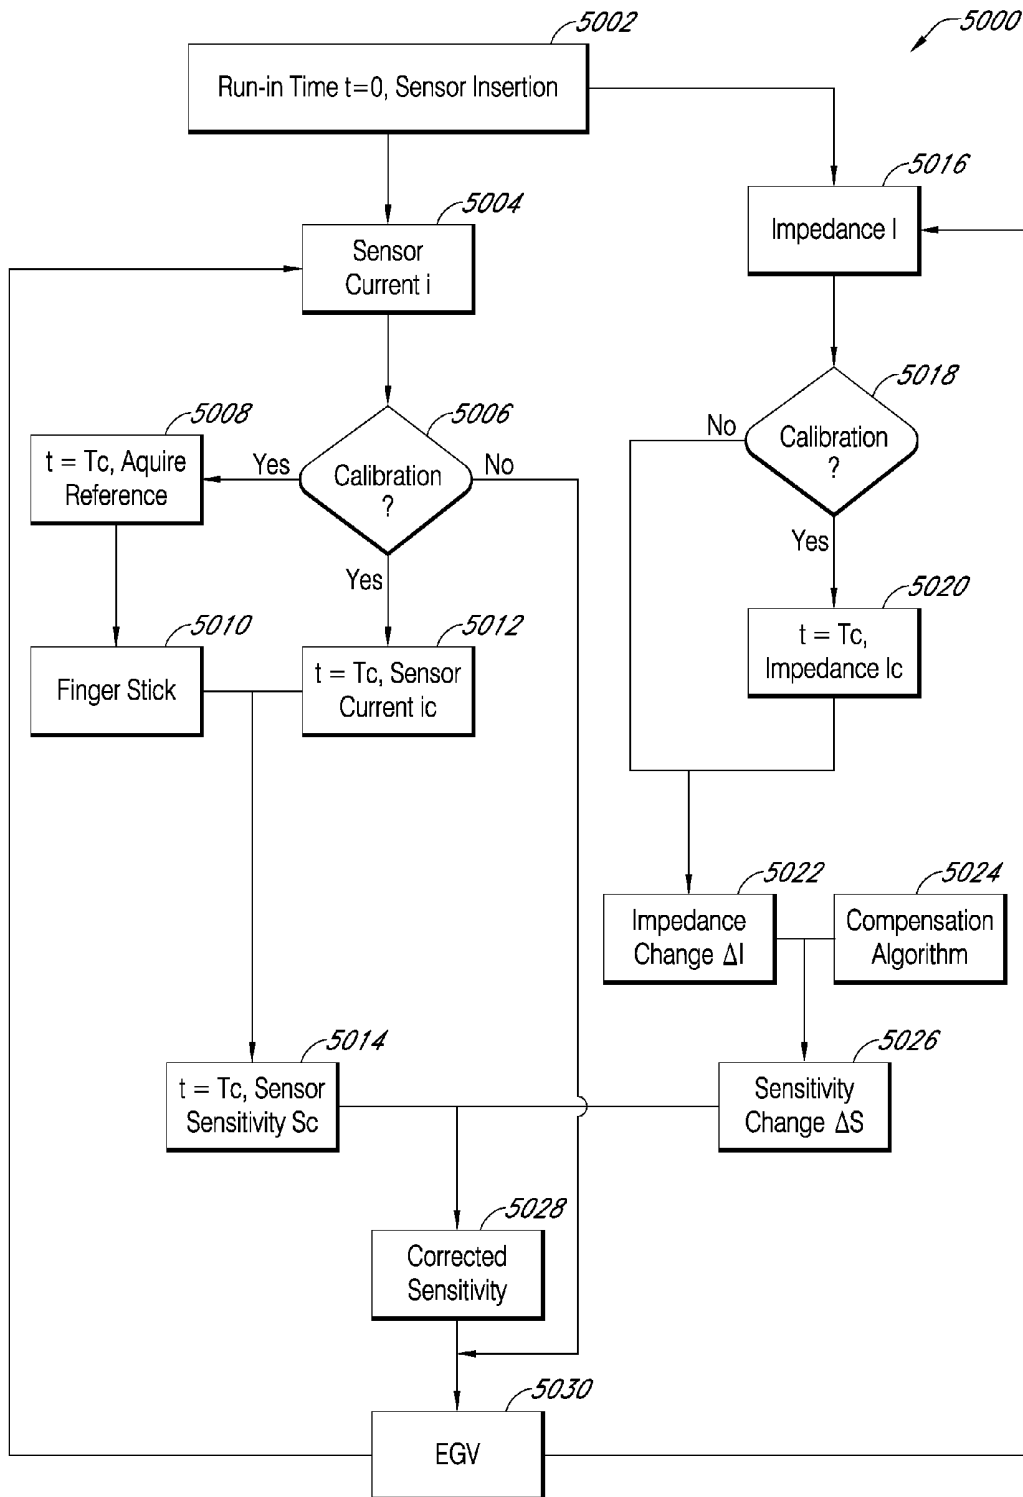 5002
5000
Run-in Time t=0, Sensor Insertion
5016
Impedance I
5004
Sensor
Current i
5018
Calibration
?
No
Yes
5006
Calibration
?
Yes
No
Yes
5008
t = Tc, Aquire
Reference
5020
t = Tc,
Impedance Ic
5010
Finger Stick
5012
t = Tc, Sensor
Current ic
5022
Impedance
Change ΔI
5024
Compensation
Algorithm
5014
t = Tc, Sensor
Sensitivity Sc
5026
Sensitivity
Change ΔS
5028
Corrected
Sensitivity
5030
EGV